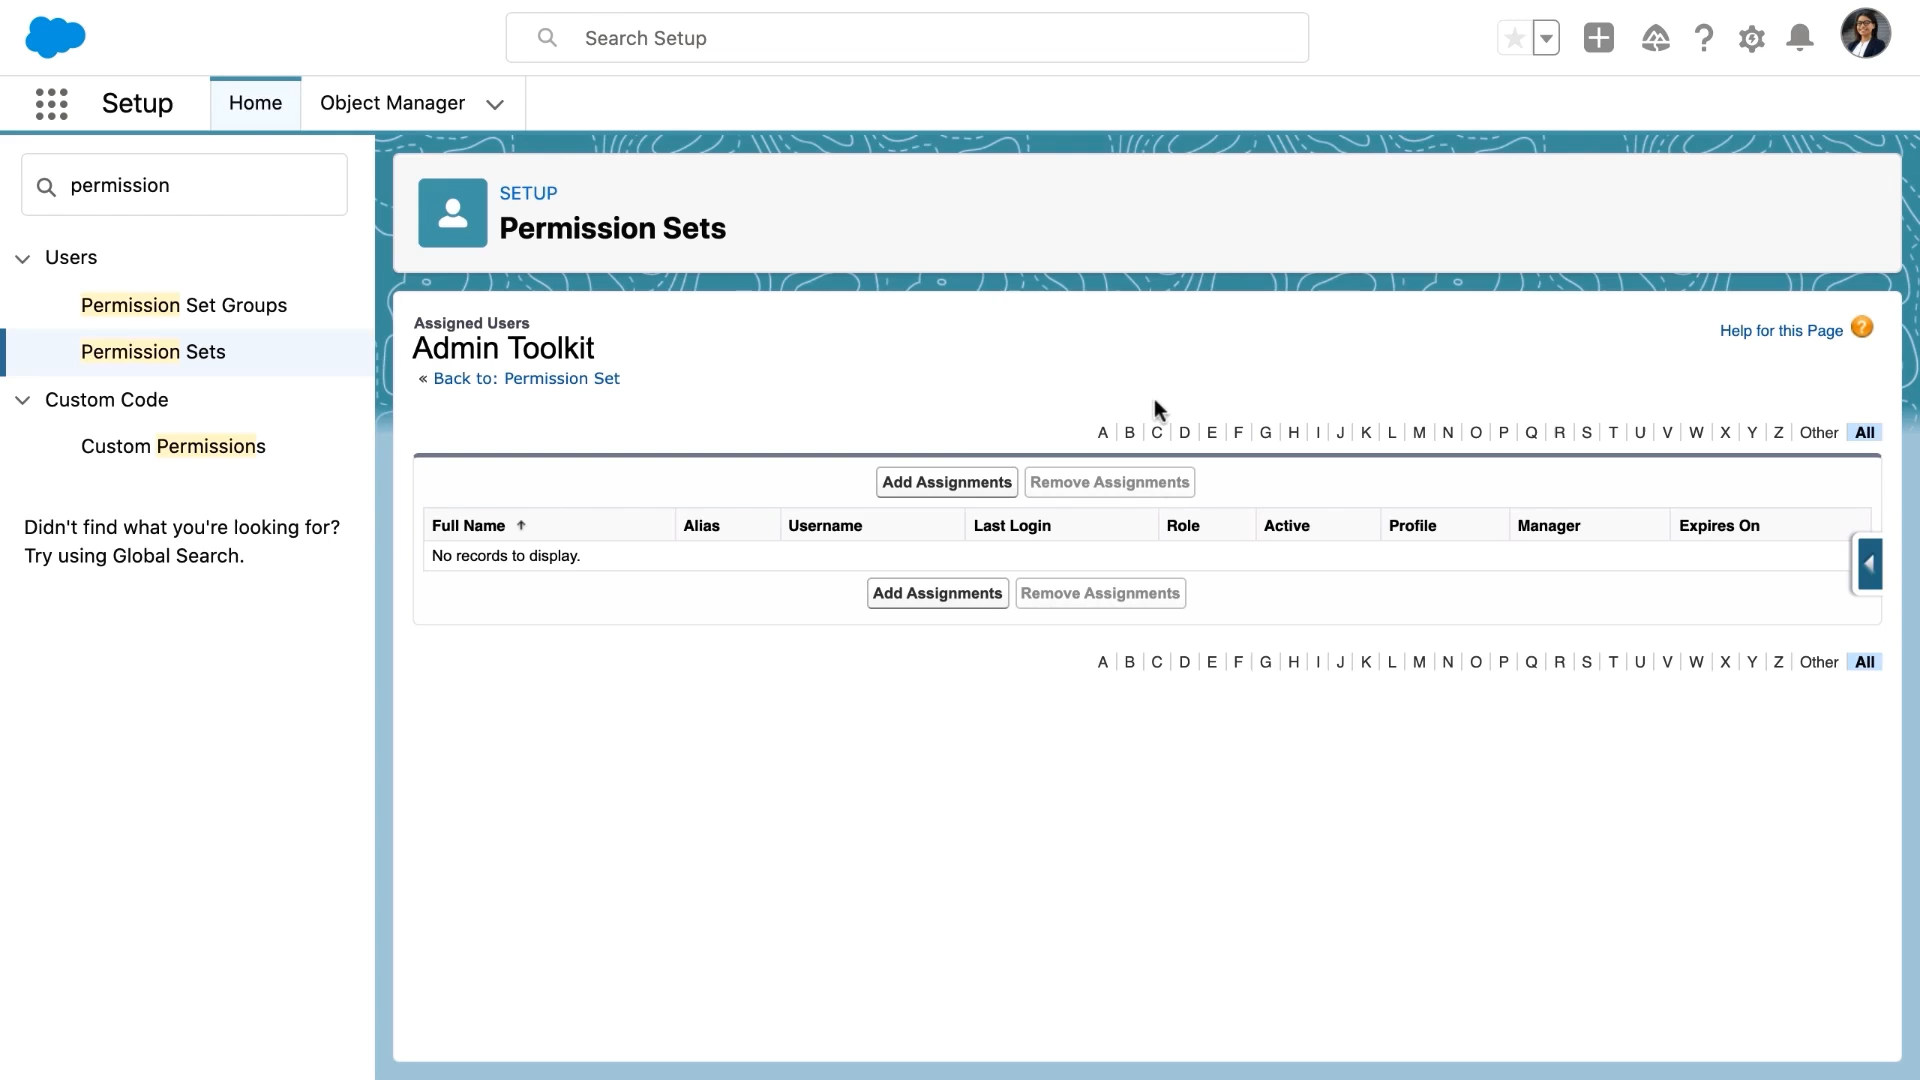 Search Setup
Setup
Home
Object Manager
permission
Users
Permission Set Groups
Permission Sets
Custom Code
Custom Permissions
Didn't find what you're looking for?
Try using Global Search.
SETUP
Permission Sets
Assigned Users
Admin Toolkit
« Back to: Permission Set
Help for this Page ?
A | B | C | D | E | F | G | H | I | J | K | L | M | N | O | P | Q | R | S | T | U | V | W | X | Y | Z | Other | All
Add Assignments Remove Assignments
Full Name ↑ Alias Username Last Login Role Active Profile Manager Expires On
No records to display.
Add Assignments Remove Assignments
A | B | C | D | E | F | G | H | I | J | K | L | M | N | O | P | Q | R | S | T | U | V | W | X | Y | Z | Other | All